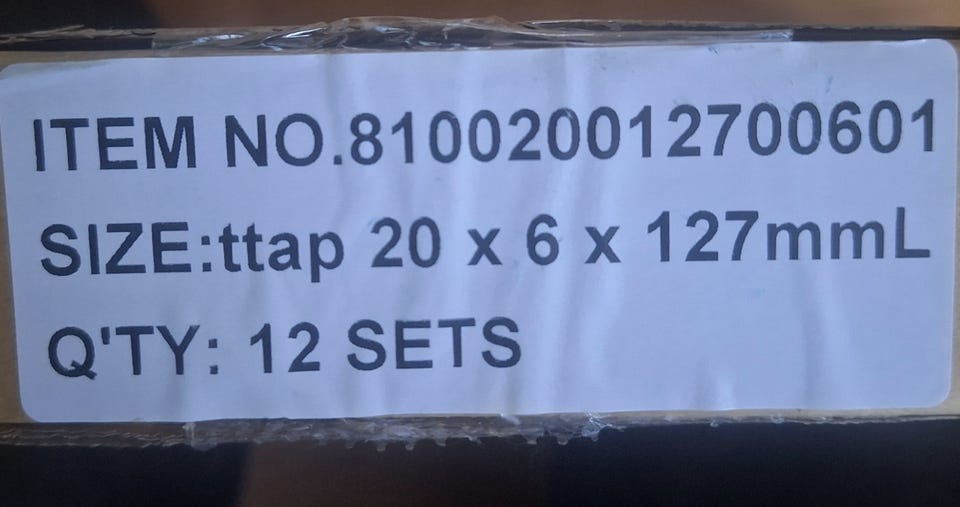 ITEM NO.810020012700601
SIZE:ttap 20 x 6 x 127mmL
Q'TY: 12 SETS